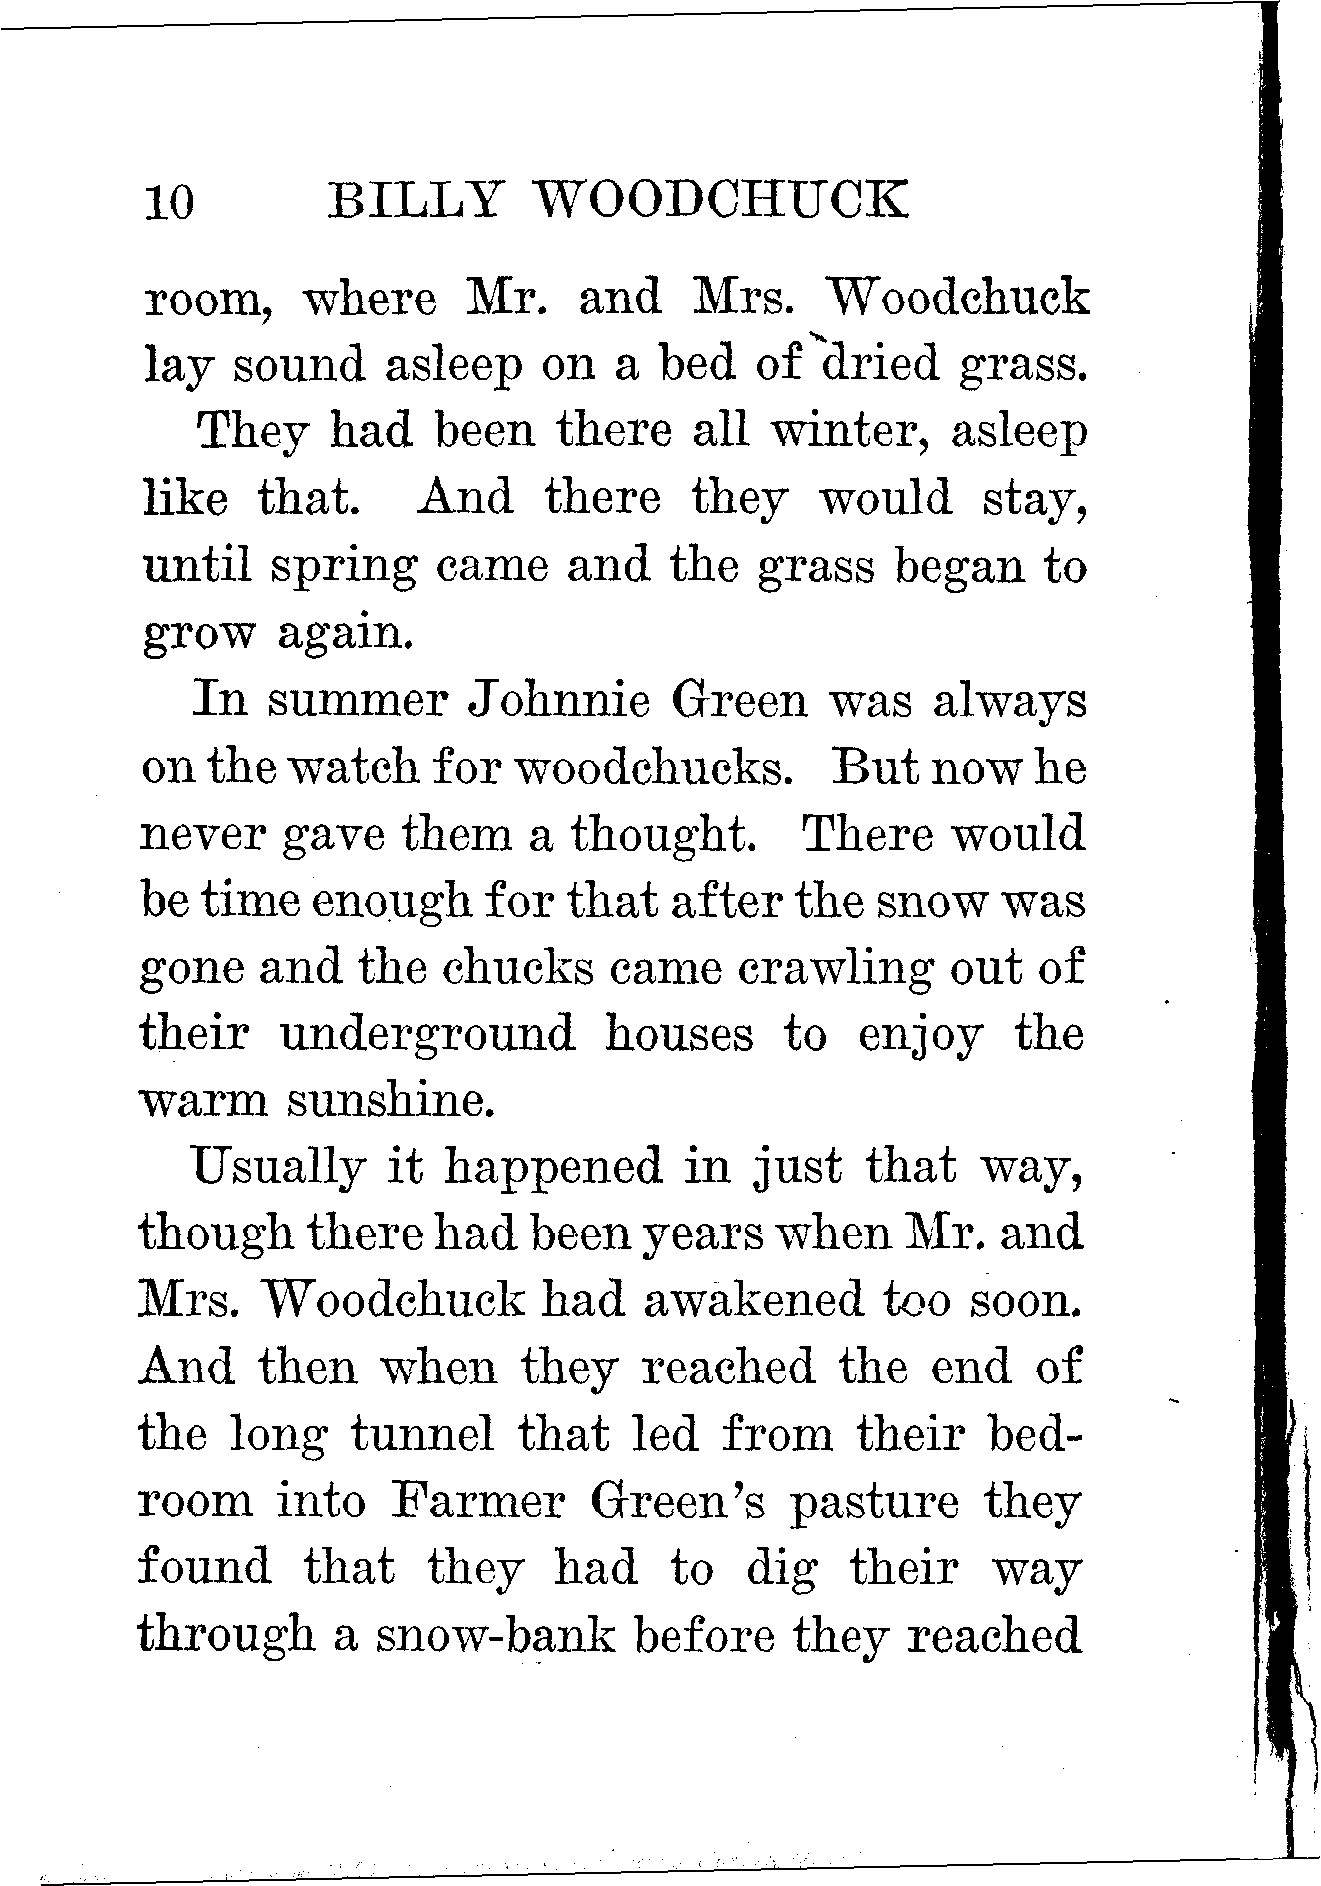 10 BILLY WOODCHUCK
room, where Mr. and Mrs. Woodchuck
lay sound asleep on a bed of dried grass.
They had been there all winter, asleep
like that. And there they would stay,
until spring came and the grass began to
grow again.
In summer Johnnie Green was always
on the watch for woodchucks. But now he
never gave them a thought. There would
be time enough for that after the snow was
gone and the chucks came crawling out of
their underground houses to enjoy the
warm sunshine.
Usually it happened in just that way,
though there had been years when Mr. and
Mrs. Woodchuck had awakened too soon.
And then when they reached the end of
the long tunnel that led from their bed-
room into Farmer Green's pasture they
found that they had to dig their way
through a snow-bank before they reached